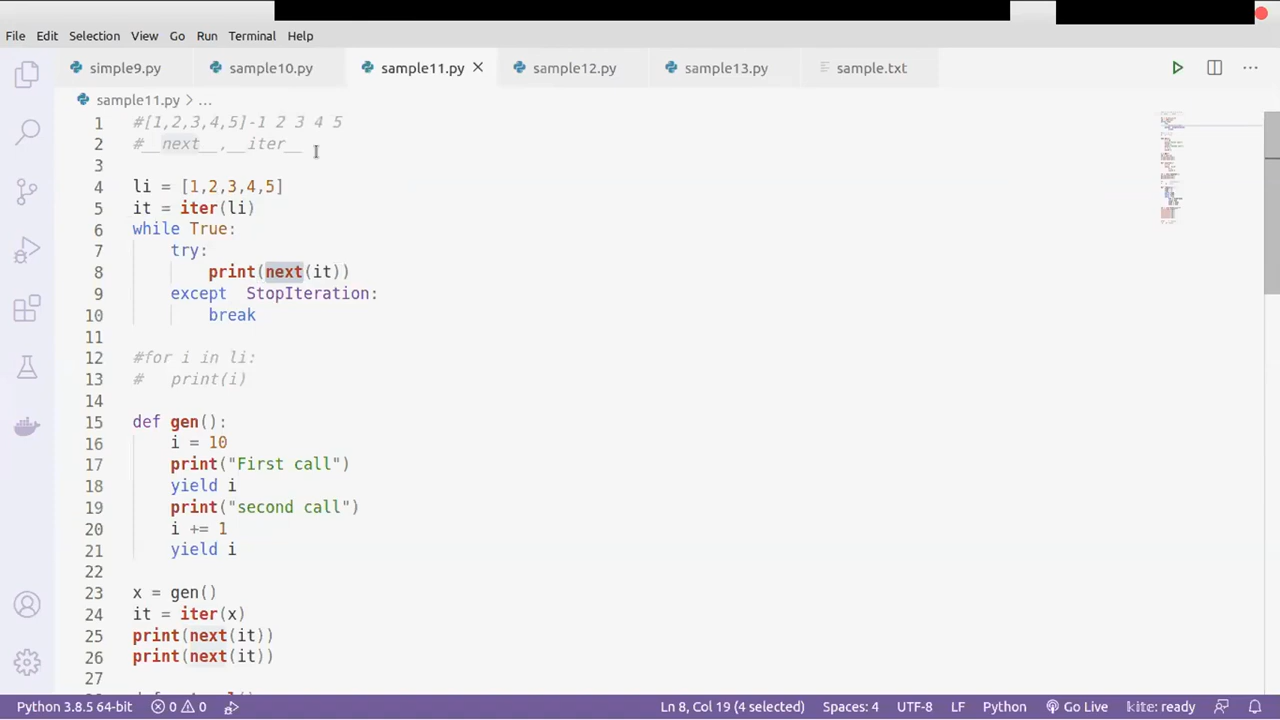 File Edit Selection View Go Run Terminal Help
simple9.py sample10.py sample11.py sample12.py sample13.py sample.txt
sample11.py > ...
1 #[1,2,3,4,5]-1 2 3 4 5
2 #__next__,__iter__
3
4 li = [1,2,3,4,5]
5 it = iter(li)
6 while True:
7 try:
8 print(next(it))
9 except StopIteration:
10 break
11
12 #for i in li:
13 # print(i)
14
15 def gen():
16 i = 10
17 print("First call")
18 yield i
19 print("second call")
20 i += 1
21 yield i
22
23 x = gen()
24 it = iter(x)
25 print(next(it))
26 print(next(it))
27
Python 3.8.5 64-bit 0 0 Ln 8, Col 19 (4 selected) Spaces: 4 UTF-8 LF Python Go Live kite: ready